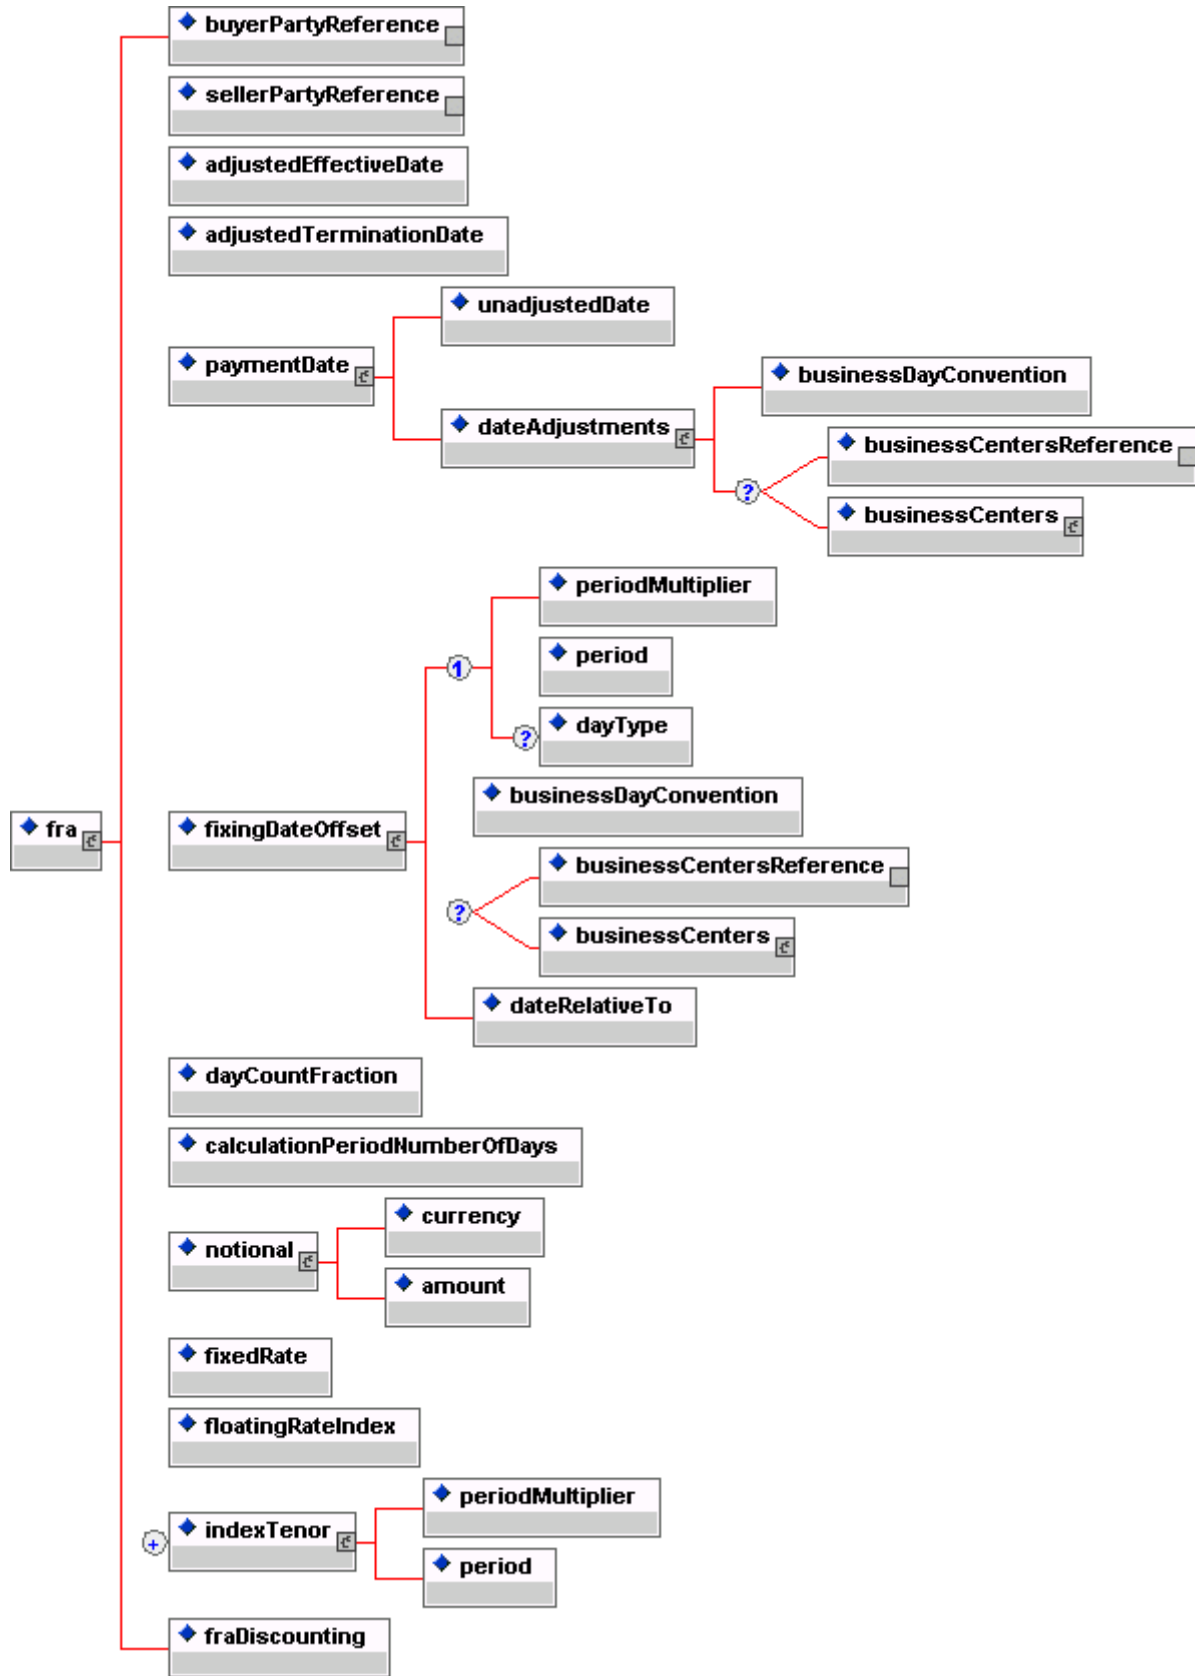 buyerPartyReference
sellerPartyReference
adjustedEffectiveDate
adjustedTerminationDate
unadjustedDate
paymentDate
businessDayConvention
dateAdjustments
businessCentersReference
?
businessCenters
periodMultiplier
1
period
?
dayType
businessDayConvention
fra
fixingDateOffset
businessCentersReference
?
businessCenters
dateRelativeTo
dayCountFraction
calculationPeriodNumberOfDays
currency
notional
amount
fixedRate
floatingRateIndex
periodMultiplier
+
indexTenor
period
fraDiscounting